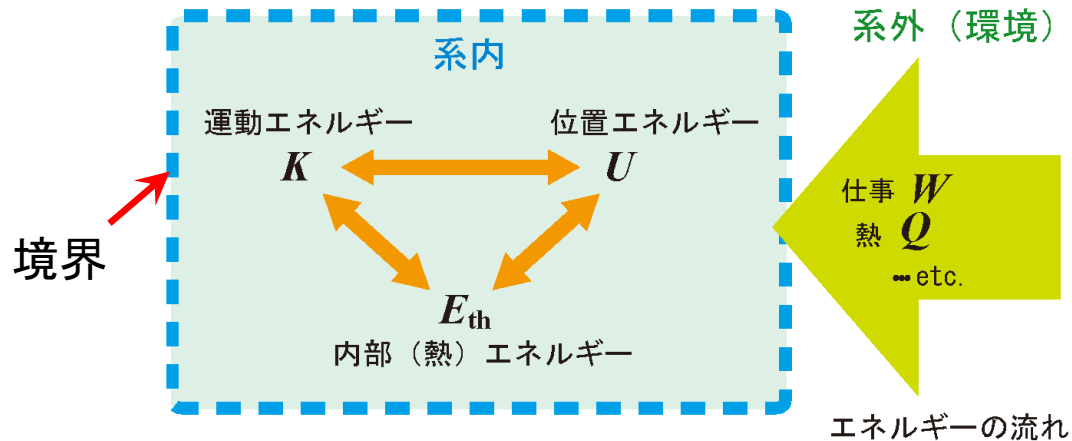 系外（環境）
系内
運動エネルギー
位置エネルギー
K
U
仕事 W
熱 Q
…etc.
境界
Eth
内部（熱）エネルギー
エネルギーの流れ